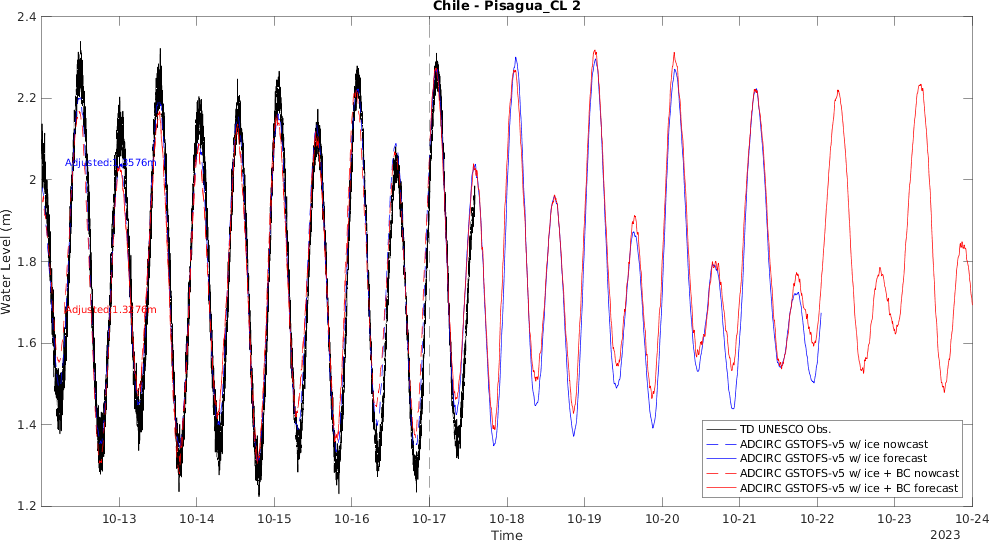 Chile - Pisagua_CL 2
2.4
2.2
2
1.8
1.6
1.4
1.2
Water Level (m)
Adjusted:
Adjusted:1.3276m
TD UNESCO Obs.
ADCIRC GSTOFS-v5 w/ ice nowcast
ADCIRC GSTOFS-v5 w/ ice forecast
ADCIRC GSTOFS-v5 w/ ice + BC nowcast
ADCIRC GSTOFS-v5 w/ ice + BC forecast
10-13 10-14 10-15 10-16 10-17 10-18 10-19 10-20 10-21 10-22 10-23 10-24
Time
2023